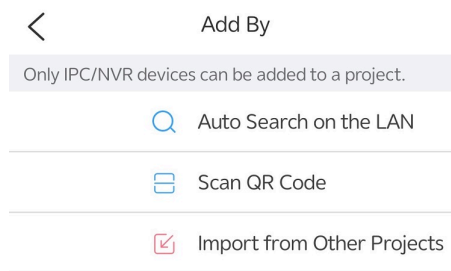 Add By
Only IPC/NVR devices can be added to a project.
Auto Search on the LAN
Scan QR Code
Import from Other Projects